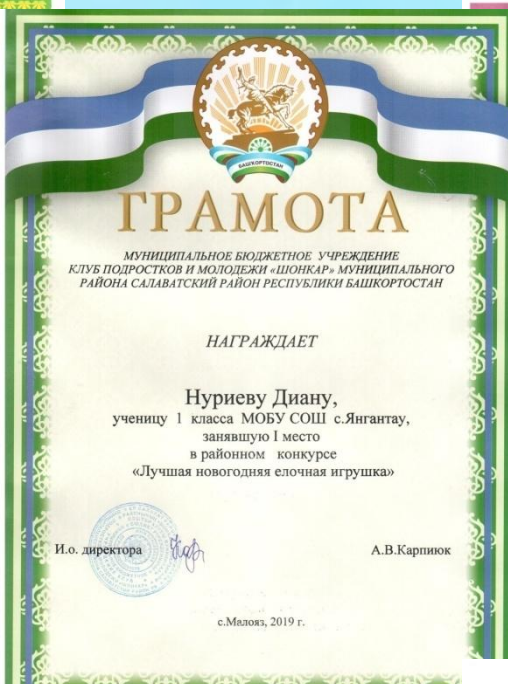 БАШКОРТОСТАН
ГРАМОТА
МУНИЦИПАЛЬНОЕ БЮДЖЕТНОЕ УЧРЕЖДЕНИЕ
КЛУБ ПОДРОСТКОВ И МОЛОДЕЖИ «ШОНКАР» МУНИЦИПАЛЬНОГО
РАЙОНА САЛАВАТСКИЙ РАЙОН РЕСПУБЛИКИ БАШКОРТОСТАН
НАГРАЖДАЕТ
Нуриеву Диану,
ученицу 1 класса МОБУ СОШ с.Янгантау,
занявшую I место
в районном конкурсе
«Лучшая новогодняя елочная игрушка»
И.о. директора А.В.Карпиюк
с.Малояз, 2019 г.